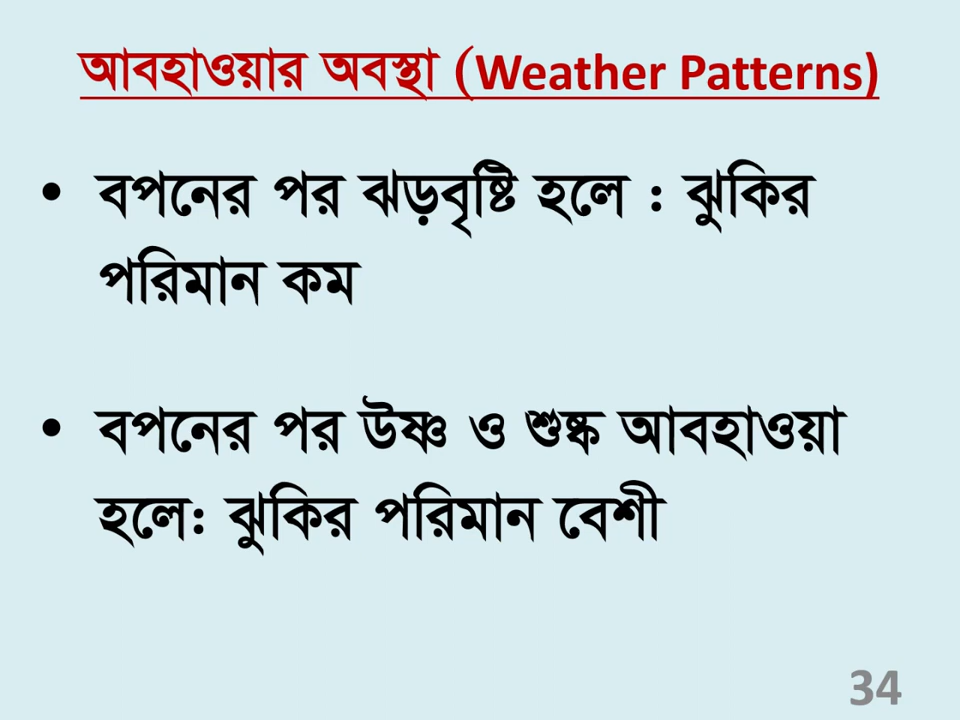 আবহাওয়ার অবস্থা (Weather Patterns)
• বপনের পর ঝড়বৃষ্টি হলে : ঝুকির
পরিমান কম
• বপনের পর উষ্ণ ও শুষ্ক আবহাওয়া
হলে: ঝুকির পরিমান বেশী
34